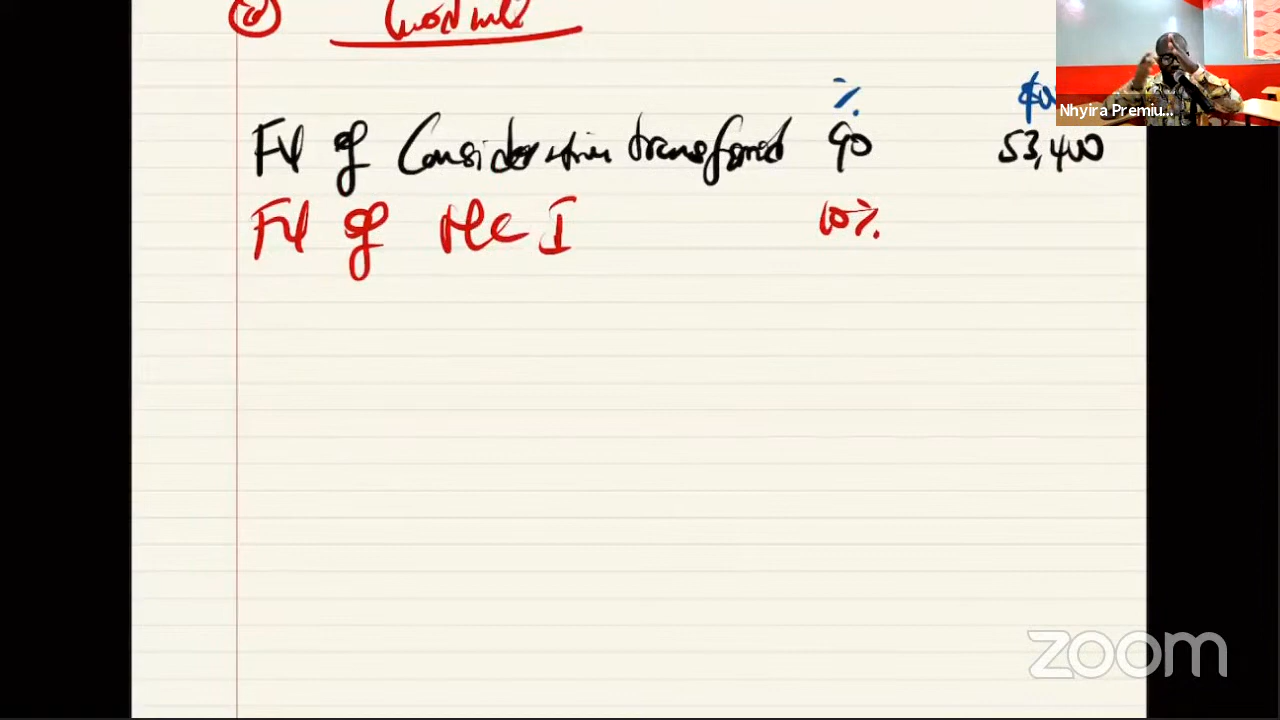 Goodwill
%
Nhyira Premiu...
FV of Consideration transferred 90 53,400
FV of NCI 10%
zoom